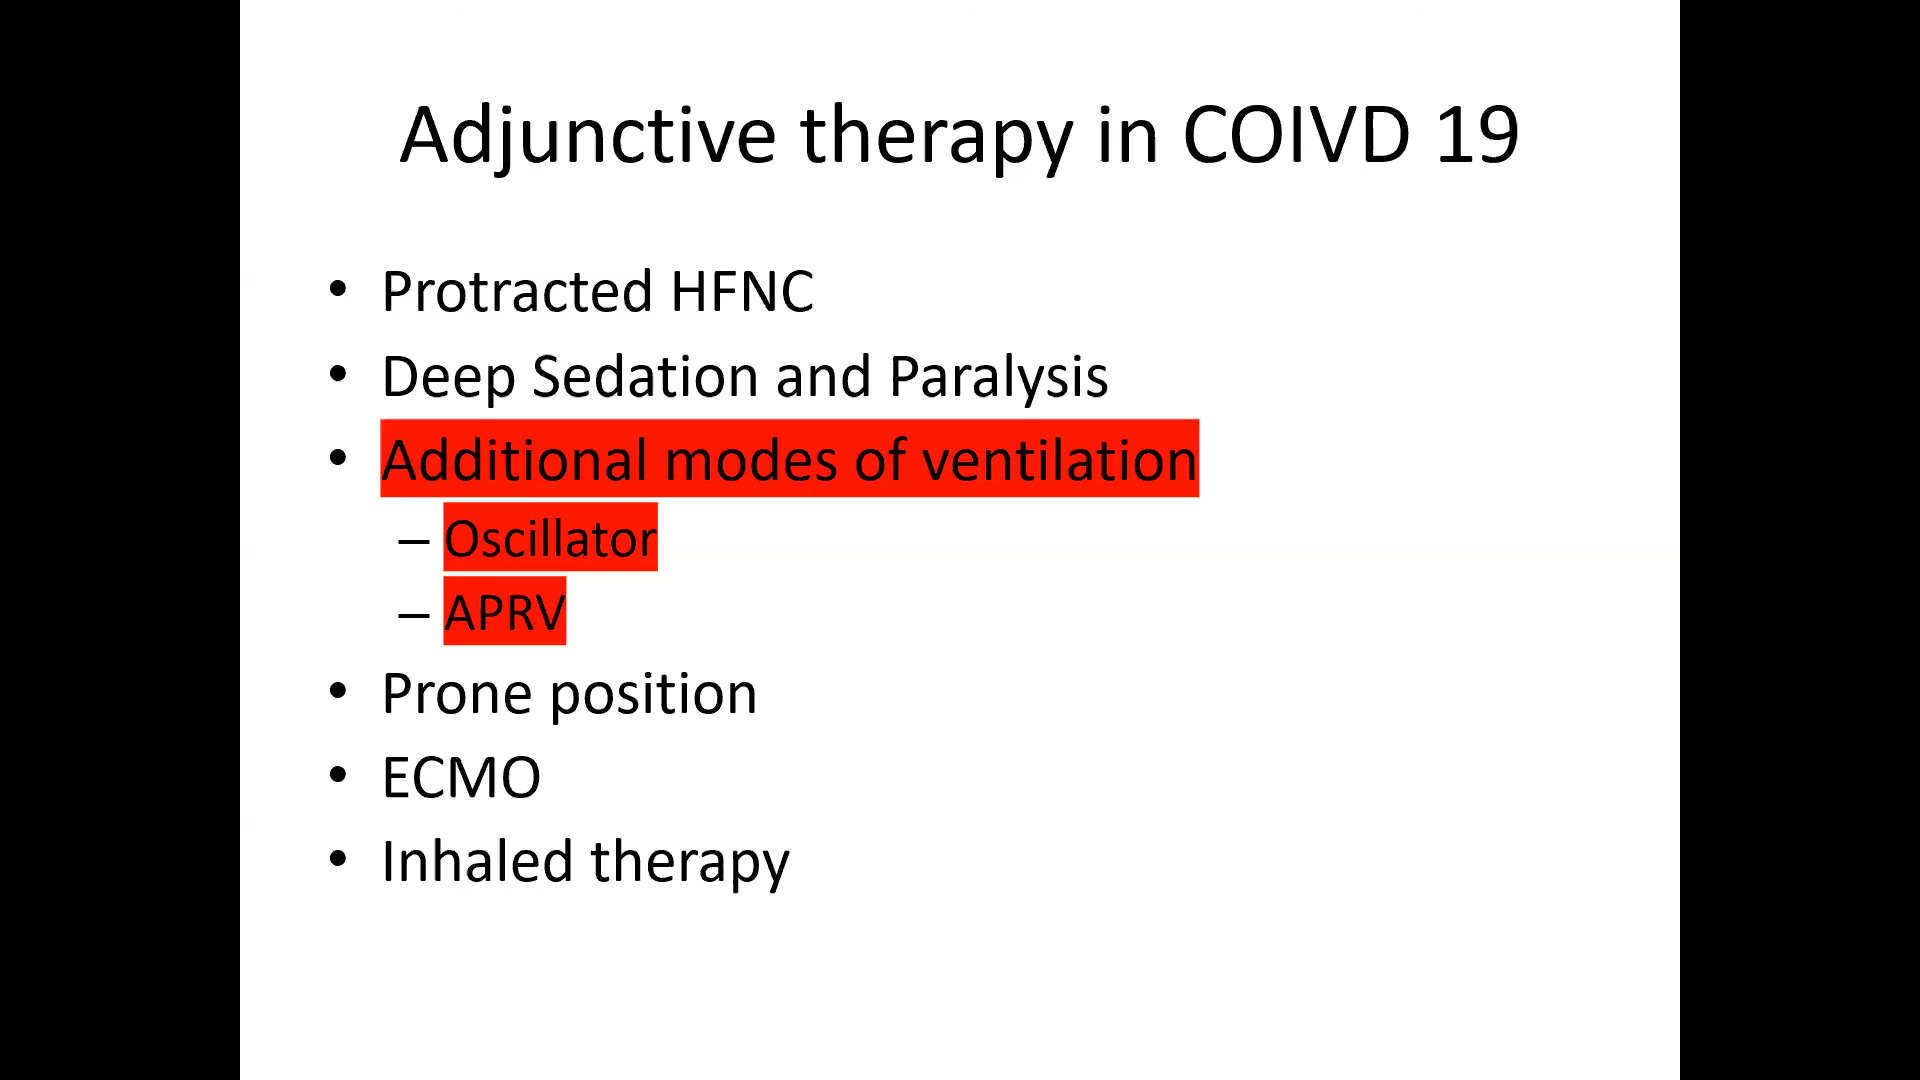 Adjunctive therapy in COIVD 19
• Protracted HFNC
• Deep Sedation and Paralysis
• Additional modes of ventilation
– Oscillator
– APRV
• Prone position
• ECMO
• Inhaled therapy